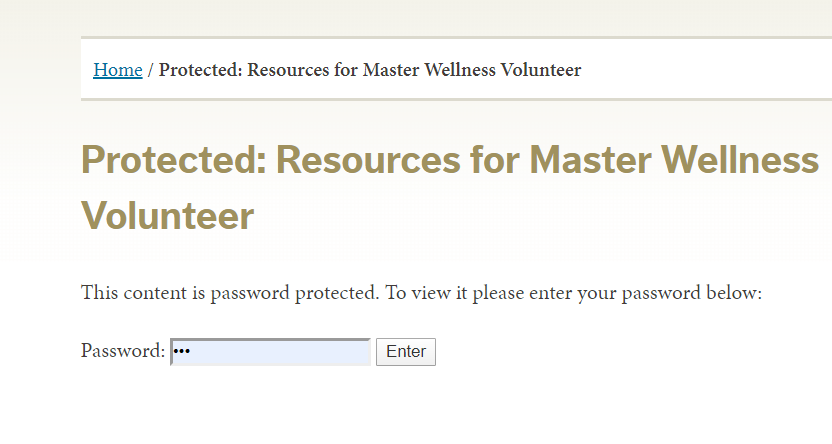 Home / Protected: Resources for Master Wellness Volunteer
Protected: Resources for Master Wellness
Volunteer
This content is password protected. To view it please enter your password below:
Password: ••• Enter